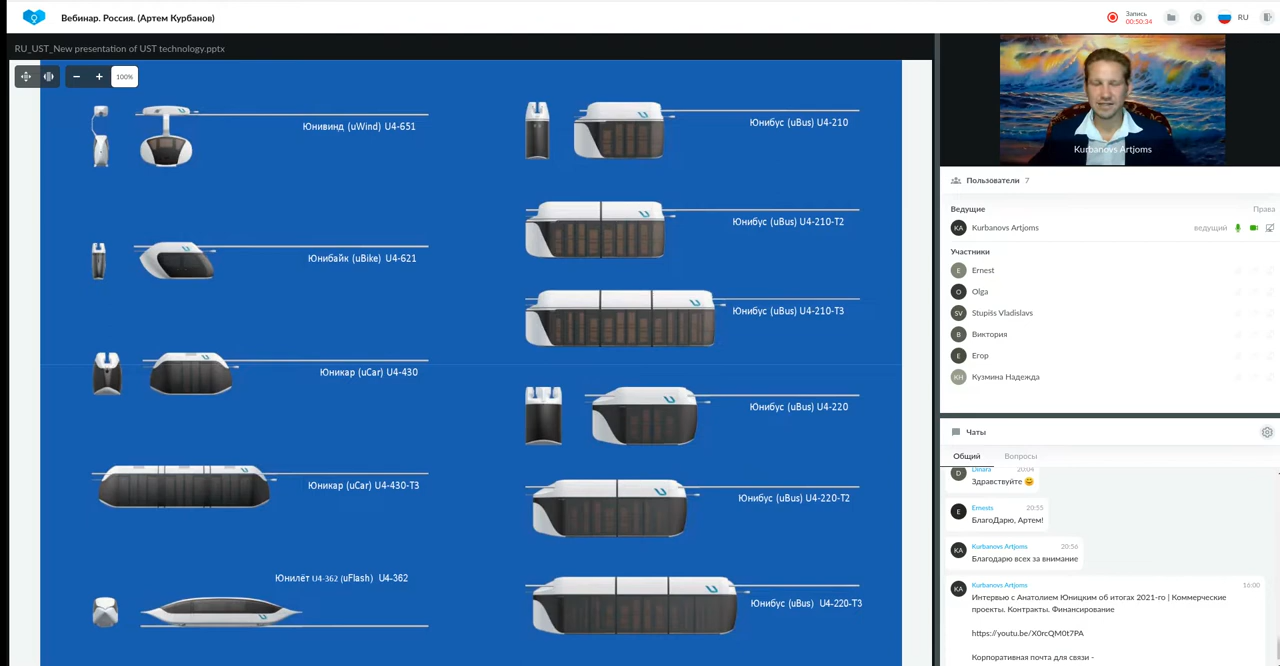 Вебинар. Россия. (Артем Курбанов)
Запись
00:50:34
RU
RU_UST_New presentation of UST technology.pptx
100%
Юнивинд (uWind) U4-651
Юнибайк (uBike) U4-621
Юникар (uCar) U4-430
Юникар (uCar) U4-430-T3
Юнилёт U4-362 (uFlash) U4-362
Юнибус (uBus) U4-210
Юнибус (uBus) U4-210-T2
Юнибус (uBus) U4-210-T3
Юнибус (uBus) U4-220
Юнибус (uBus) U4-220-T2
Юнибус (uBus) U4-220-T3
Kurbanovs Artjoms
Пользователи 7
Ведущие Права
KA Kurbanovs Artjoms ведущий
Участники
E Ernest
O Olga
SV Stupišs Vladislavs
В Виктория
Е Егор
КН Кузмина Надежда
Чаты
Общий Вопросы
D Dinara 20:04
Здравствуйте
E Ernests 20:55
БлагоДарю, Артем!
KA Kurbanovs Artjoms 20:56
Благодарю всех за внимание
KA Kurbanovs Artjoms 16:00
Интервью с Анатолием Юницким об итогах 2021-го | Коммерческие
проекты. Контракты. Финансирование
https://youtu.be/X0rcQM0t7PA
Корпоративная почта для связи -